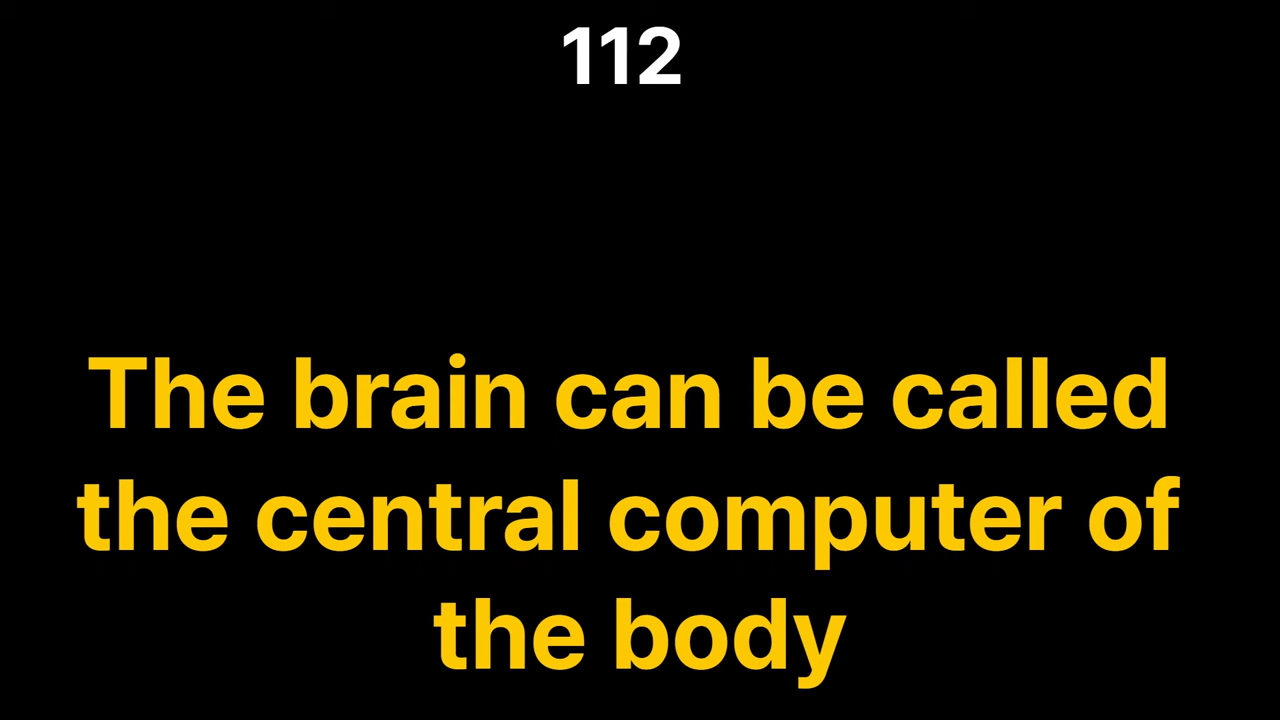 112
The brain can be called
the central computer of
the body